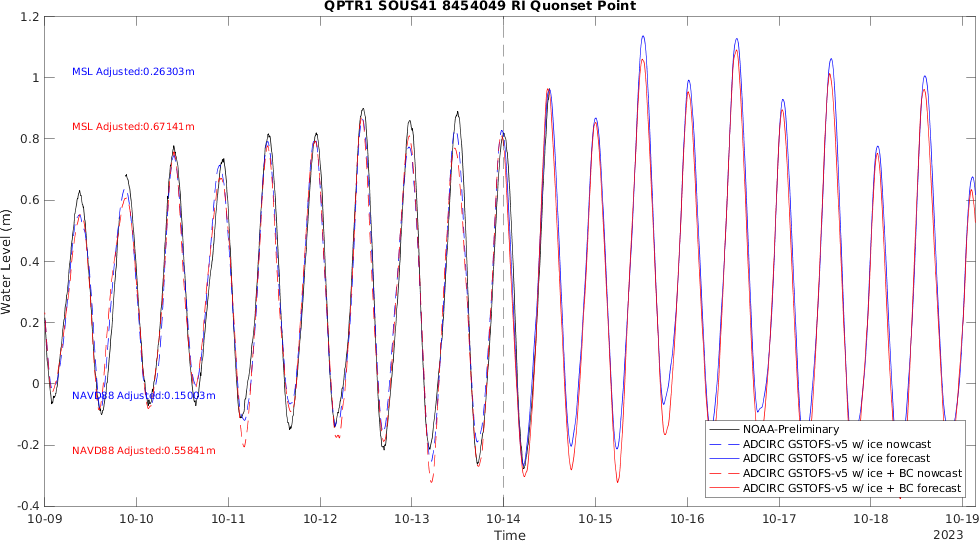 QPTR1 SOUS41 8454049 RI Quonset Point
1.2
1
0.8
0.6
0.4
0.2
0
-0.2
-0.4
Water Level (m)
MSL Adjusted:0.26303m
MSL Adjusted:0.67141m
NAVD88 Adjusted:0.15003m
NAVD88 Adjusted:0.55841m
NOAA-Preliminary
ADCIRC GSTOFS-v5 w/ ice nowcast
ADCIRC GSTOFS-v5 w/ ice forecast
ADCIRC GSTOFS-v5 w/ ice + BC nowcast
ADCIRC GSTOFS-v5 w/ ice + BC forecast
10-09 10-10 10-11 10-12 10-13 10-14 10-15 10-16 10-17 10-18 10-19
Time
2023